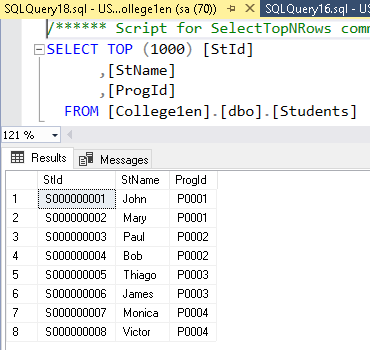 SQLQuery18.sql - US...ollege1en (sa (70))* SQLQuery16.sql - US
/****** Script for SelectTopNRows com
SELECT TOP (1000) [StId]
,[StName]
,[ProgId]
FROM [College1en].[dbo].[Students]
121 %
Results Messages
StId StName ProgId
1 S000000001 John P0001
2 S000000002 Mary P0001
3 S000000003 Paul P0002
4 S000000004 Bob P0002
5 S000000005 Thiago P0003
6 S000000006 James P0003
7 S000000007 Monica P0004
8 S000000008 Victor P0004